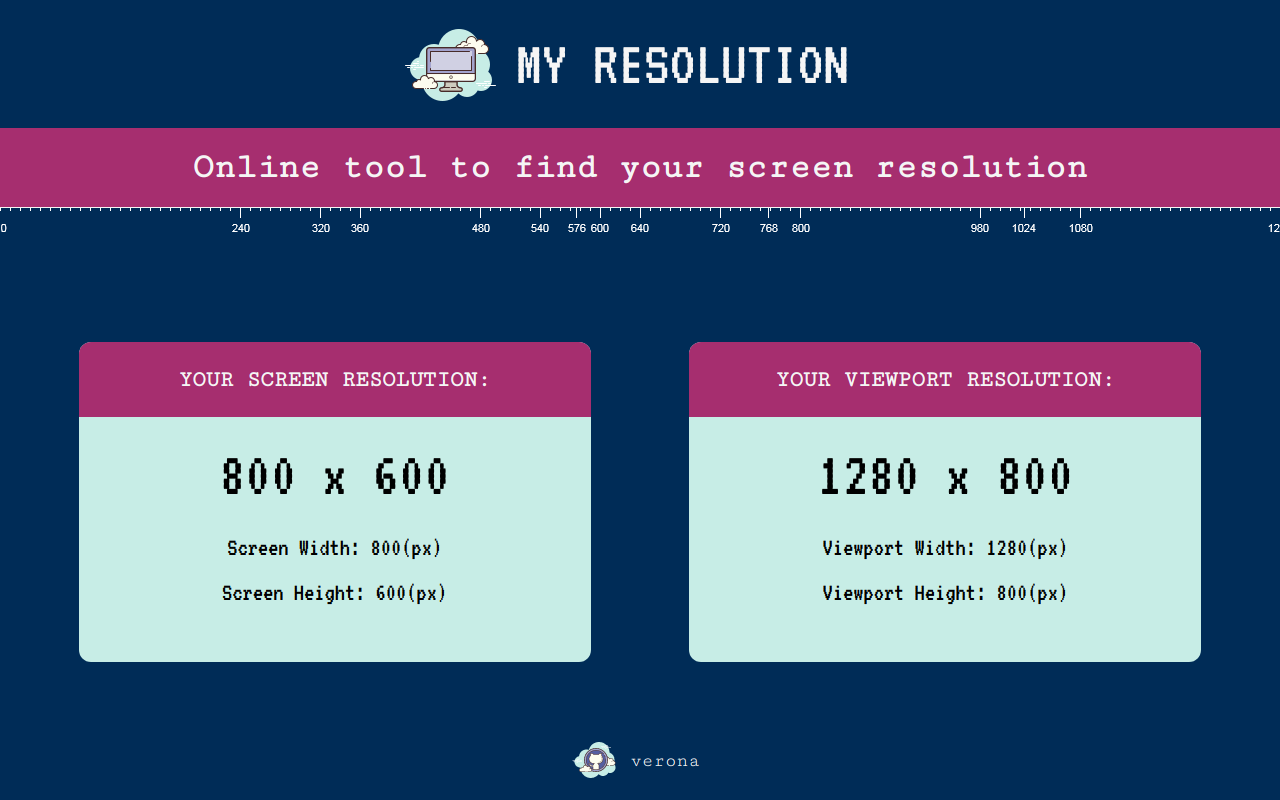 MY RESOLUTION
Online tool to find your screen resolution
0 240 320 360 480 540 576 600 640 720 768 800 980 1024 1080 12
YOUR SCREEN RESOLUTION:
800 x 600
Screen Width: 800(px)
Screen Height: 600(px)
YOUR VIEWPORT RESOLUTION:
1280 x 800
Viewport Width: 1280(px)
Viewport Height: 800(px)
verona